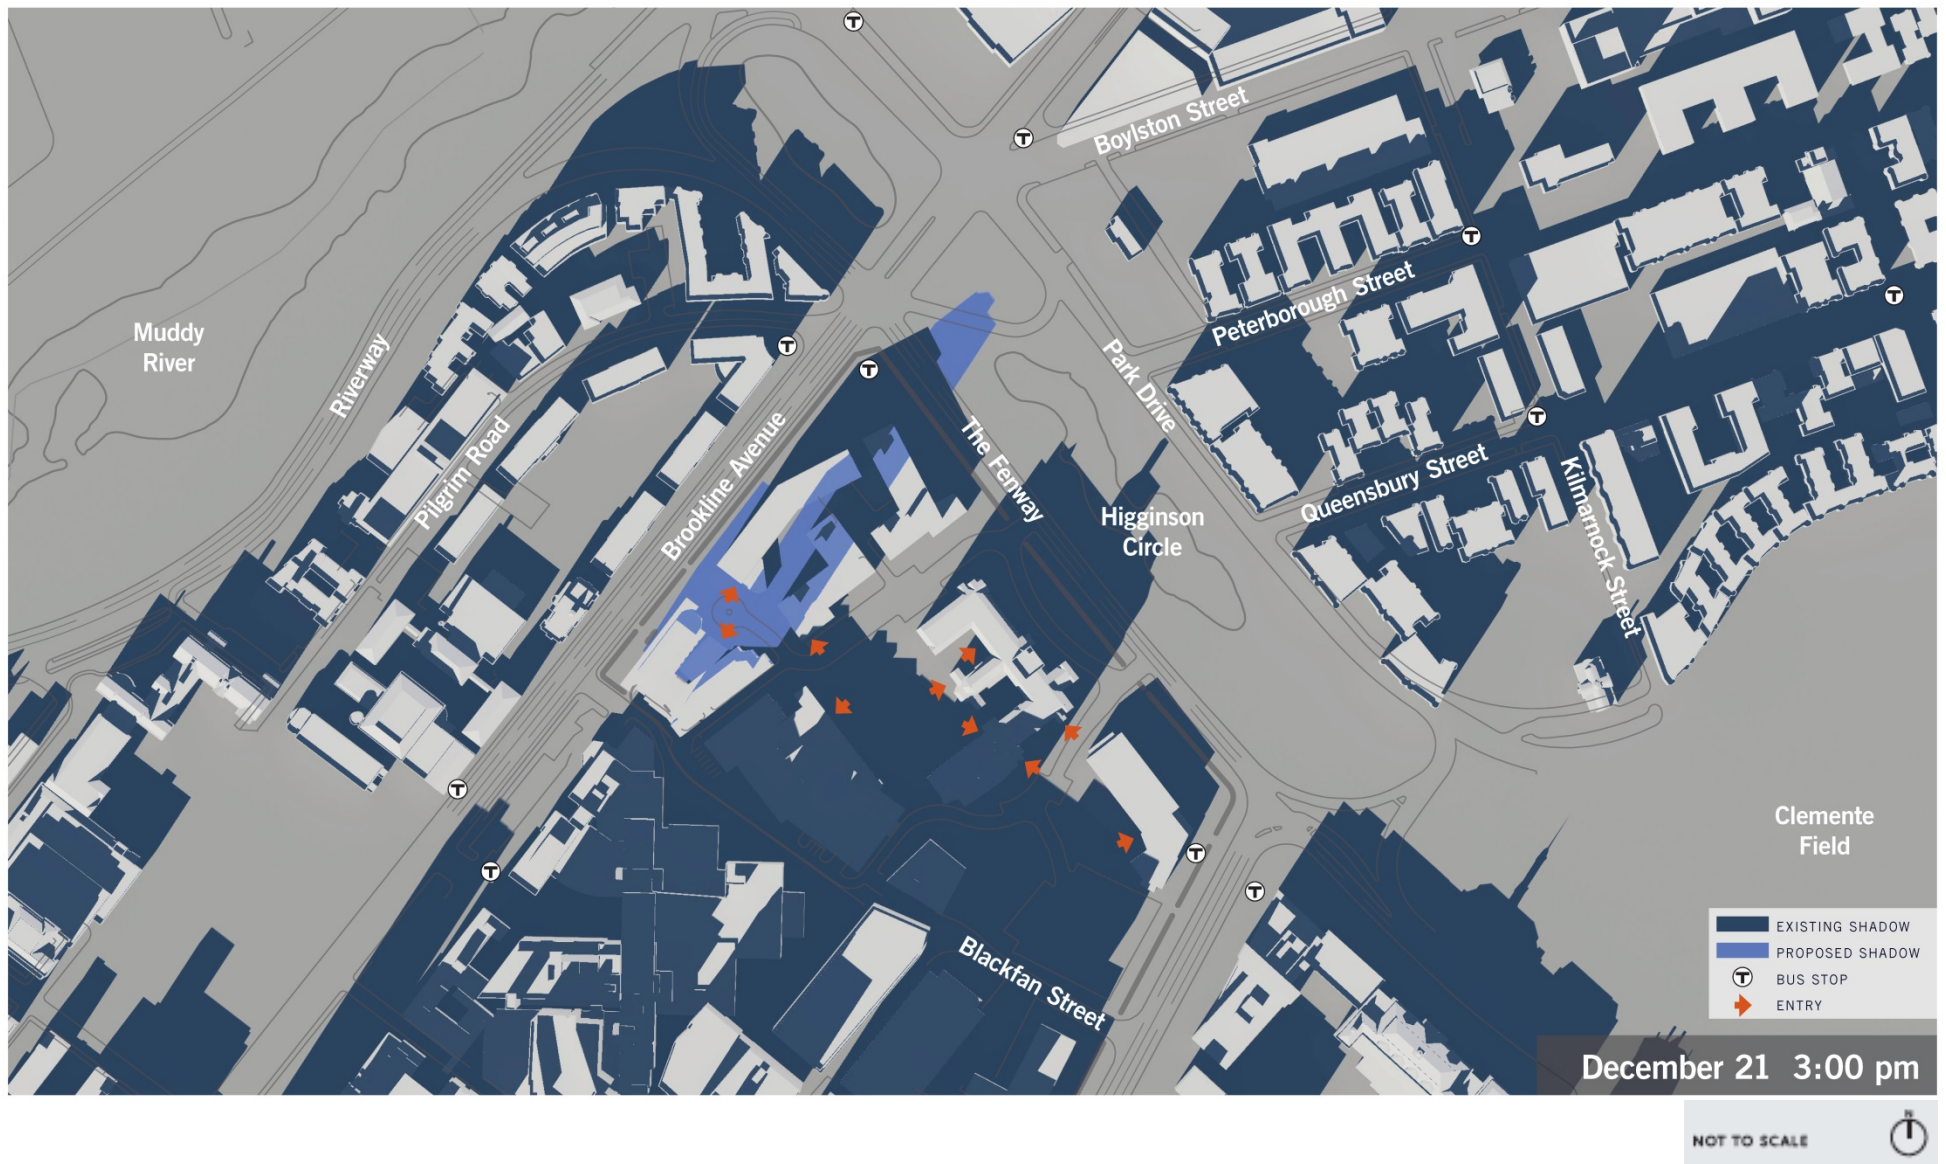 Boylston Street
Muddy
River
Riverway
Pilgrim Road
Brookline Avenue
The Fenway
Park Drive
Peterborough Street
Queensbury Street
Kilmarnock Street
Higginson
Circle
Blackfan Street
Clemente
Field
EXISTING SHADOW
PROPOSED SHADOW
T BUS STOP
ENTRY
December 21 3:00 pm
NOT TO SCALE
N
T
T
T
T
T
T
T
T
T
T
T
T